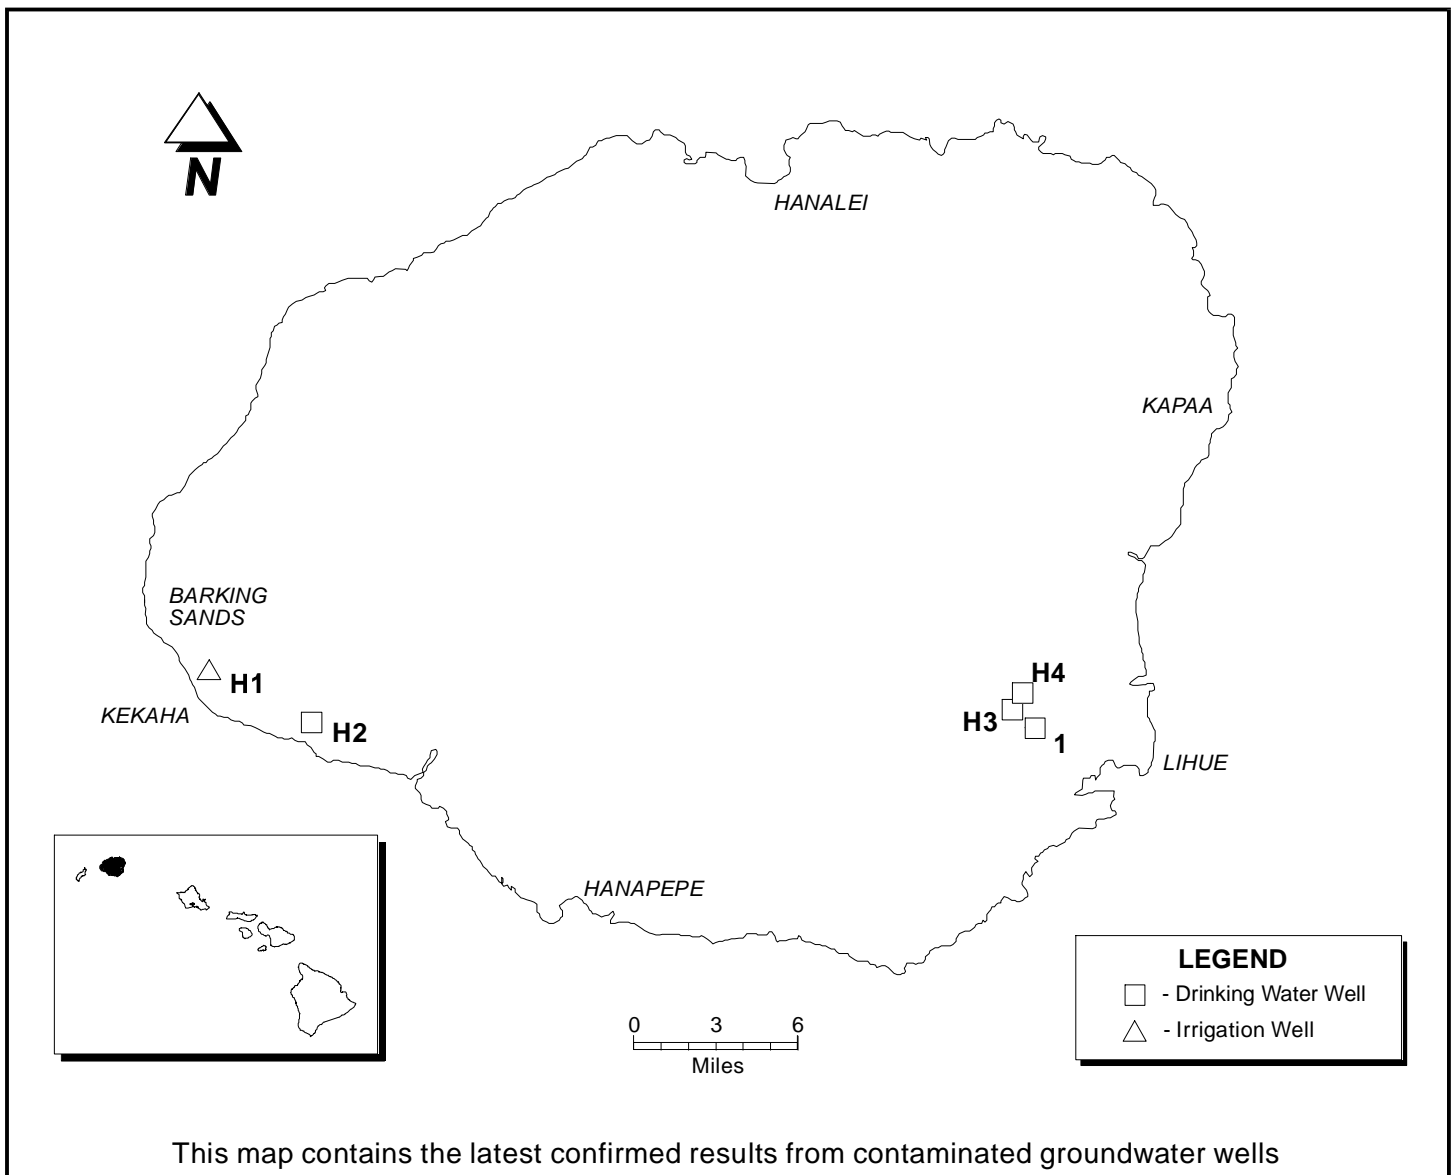 N
HANALEI
KAPAA
BARKING
SANDS
H1
KEKAHA
H2
H4
H3
1
LIHUE
HANAPEPE
LEGEND
- Drinking Water Well
- Irrigation Well
0 3 6
Miles
This map contains the latest confirmed results from contaminated groundwater wells